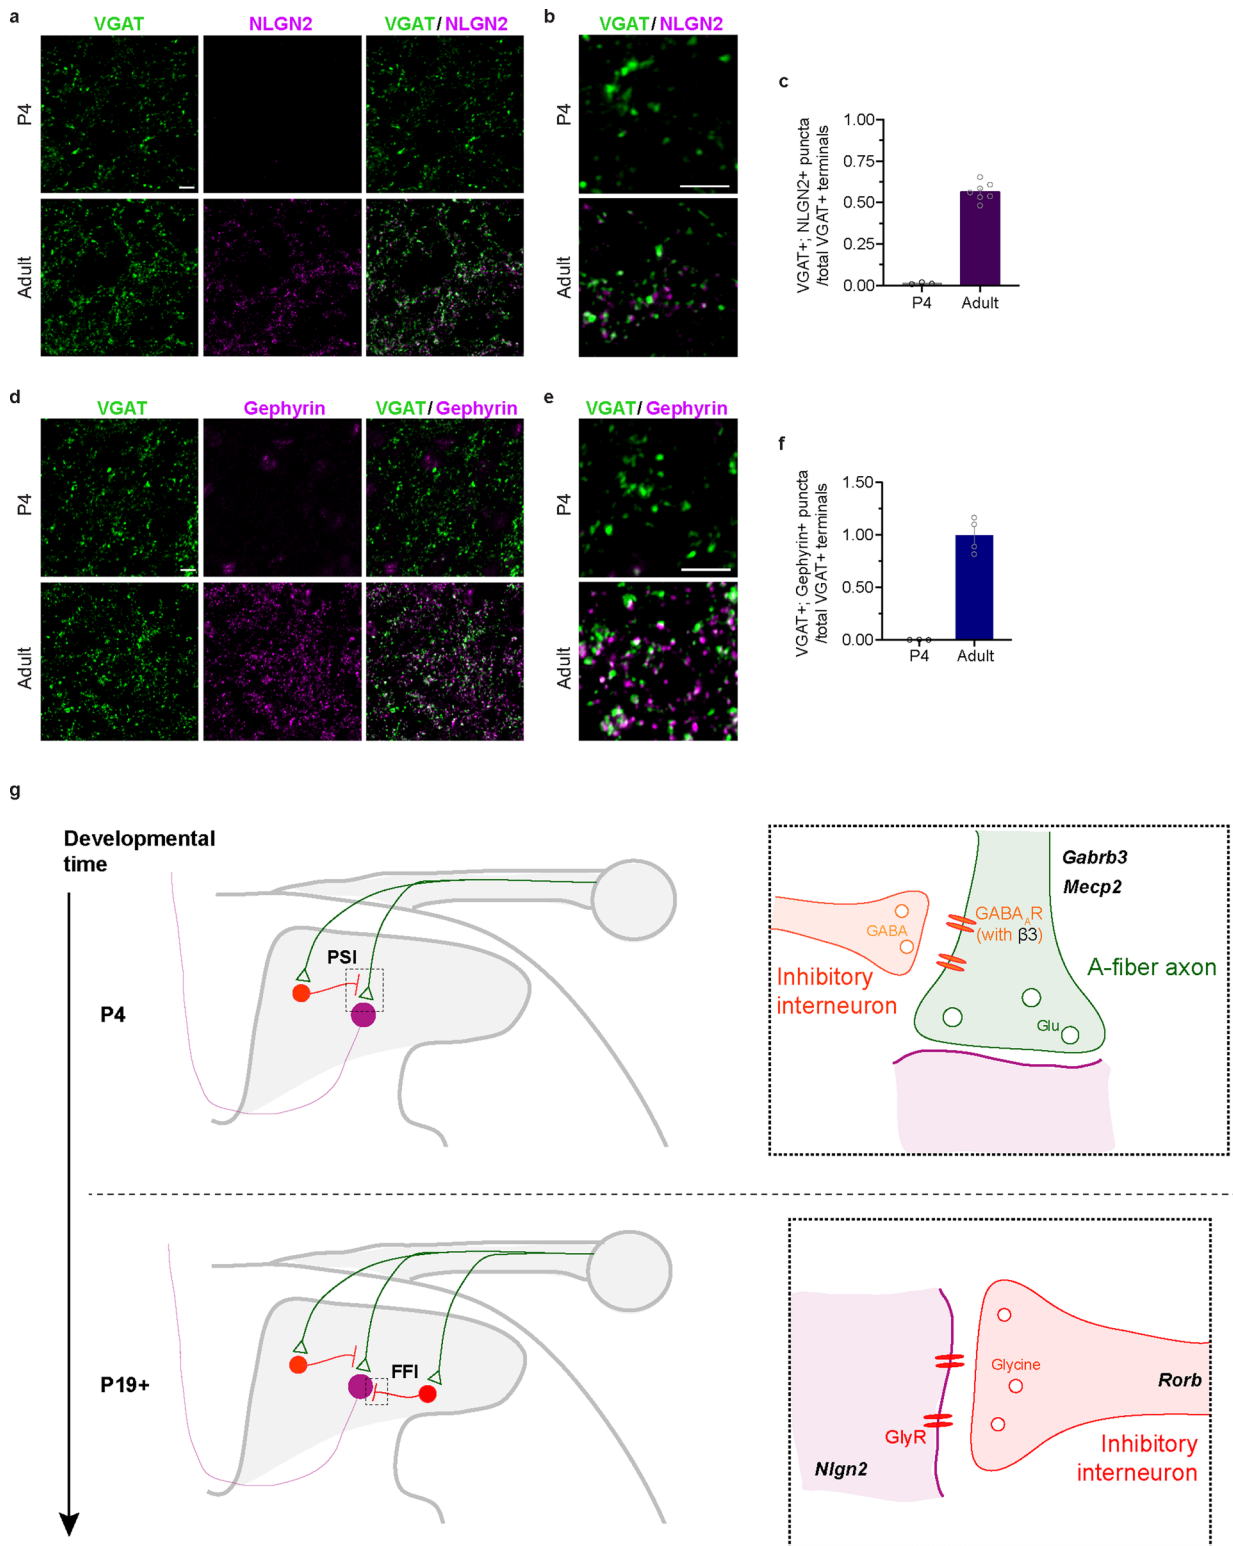 a
VGAT
NLGN2
VGAT/NLGN2
P4
Adult
b
VGAT/NLGN2
P4
Adult
c
VGAT+; NLGN2+ puncta
/total VGAT+ terminals
1.00
0.75
0.50
0.25
0.00
P4
Adult
d
VGAT
Gephyrin
VGAT/Gephyrin
P4
Adult
e
VGAT/Gephyrin
P4
Adult
f
VGAT+; Gephyrin+ puncta
/total VGAT+ terminals
1.50
1.00
0.50
0.00
P4
Adult
g
Developmental
time
P4
PSI
Gabrb3
Mecp2
GABA
GABAAR
(with β3)
Inhibitory
interneuron
A-fiber axon
Glu
P19+
FFI
Glycine
Rorb
GlyR
Nlgn2
Inhibitory
interneuron